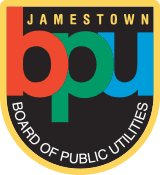 JAMESTOWN
bpu
BOARD OF PUBLIC UTILITIES